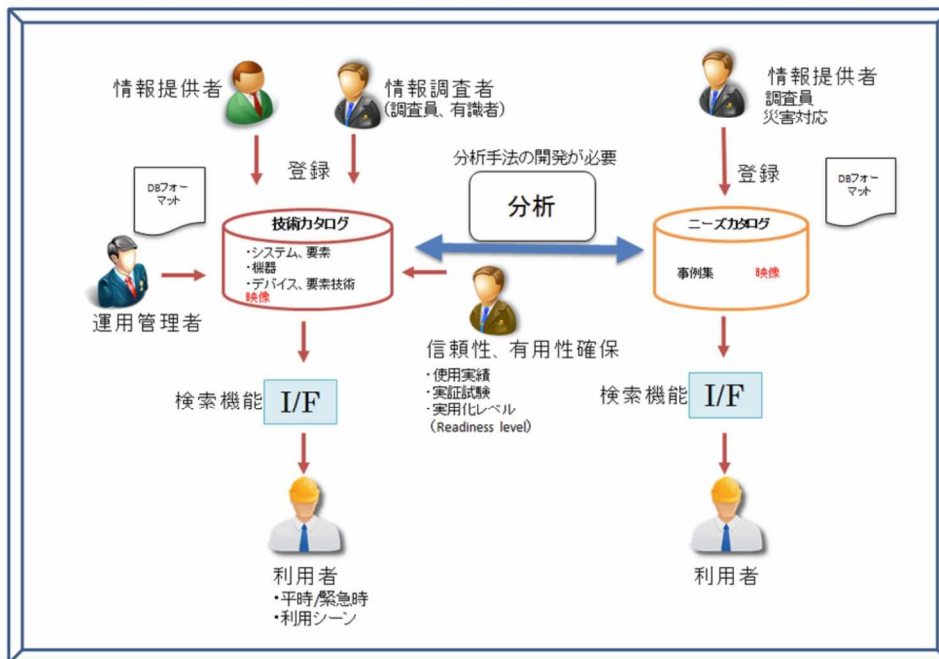 情報提供者
情報調査者
(調査員、有識者)
情報提供者
調査員
災害対応
登録
分析手法の開発が必要
分析
登録
DBフォー
マット
DBフォー
マット
技術カタログ
・システム、要素
・機器
・デバイス、要素技術
映像
ニーズカタログ
事例集
映像
運用管理者
信頼性、有用性確保
・使用実績
・実証試験
・実用化レベル
(Readiness level)
検索機能
I/F
検索機能
I/F
利用者
・平時/緊急時
・利用シーン
利用者